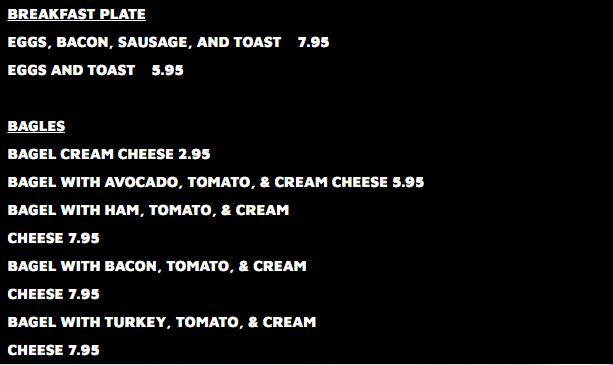 BREAKFAST PLATE
EGGS, BACON, SAUSAGE, AND TOAST 7.95
EGGS AND TOAST 5.95
BAGLES
BAGEL CREAM CHEESE 2.95
BAGEL WITH AVOCADO, TOMATO, & CREAM CHEESE 5.95
BAGEL WITH HAM, TOMATO, & CREAM
CHEESE 7.95
BAGEL WITH BACON, TOMATO, & CREAM
CHEESE 7.95
BAGEL WITH TURKEY, TOMATO, & CREAM
CHEESE 7.95